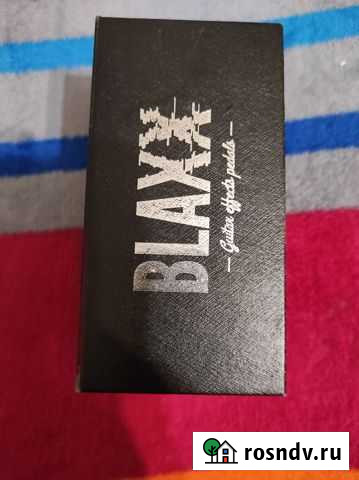 BLAXX
— Guitar effects pedals —
rosndv.ru